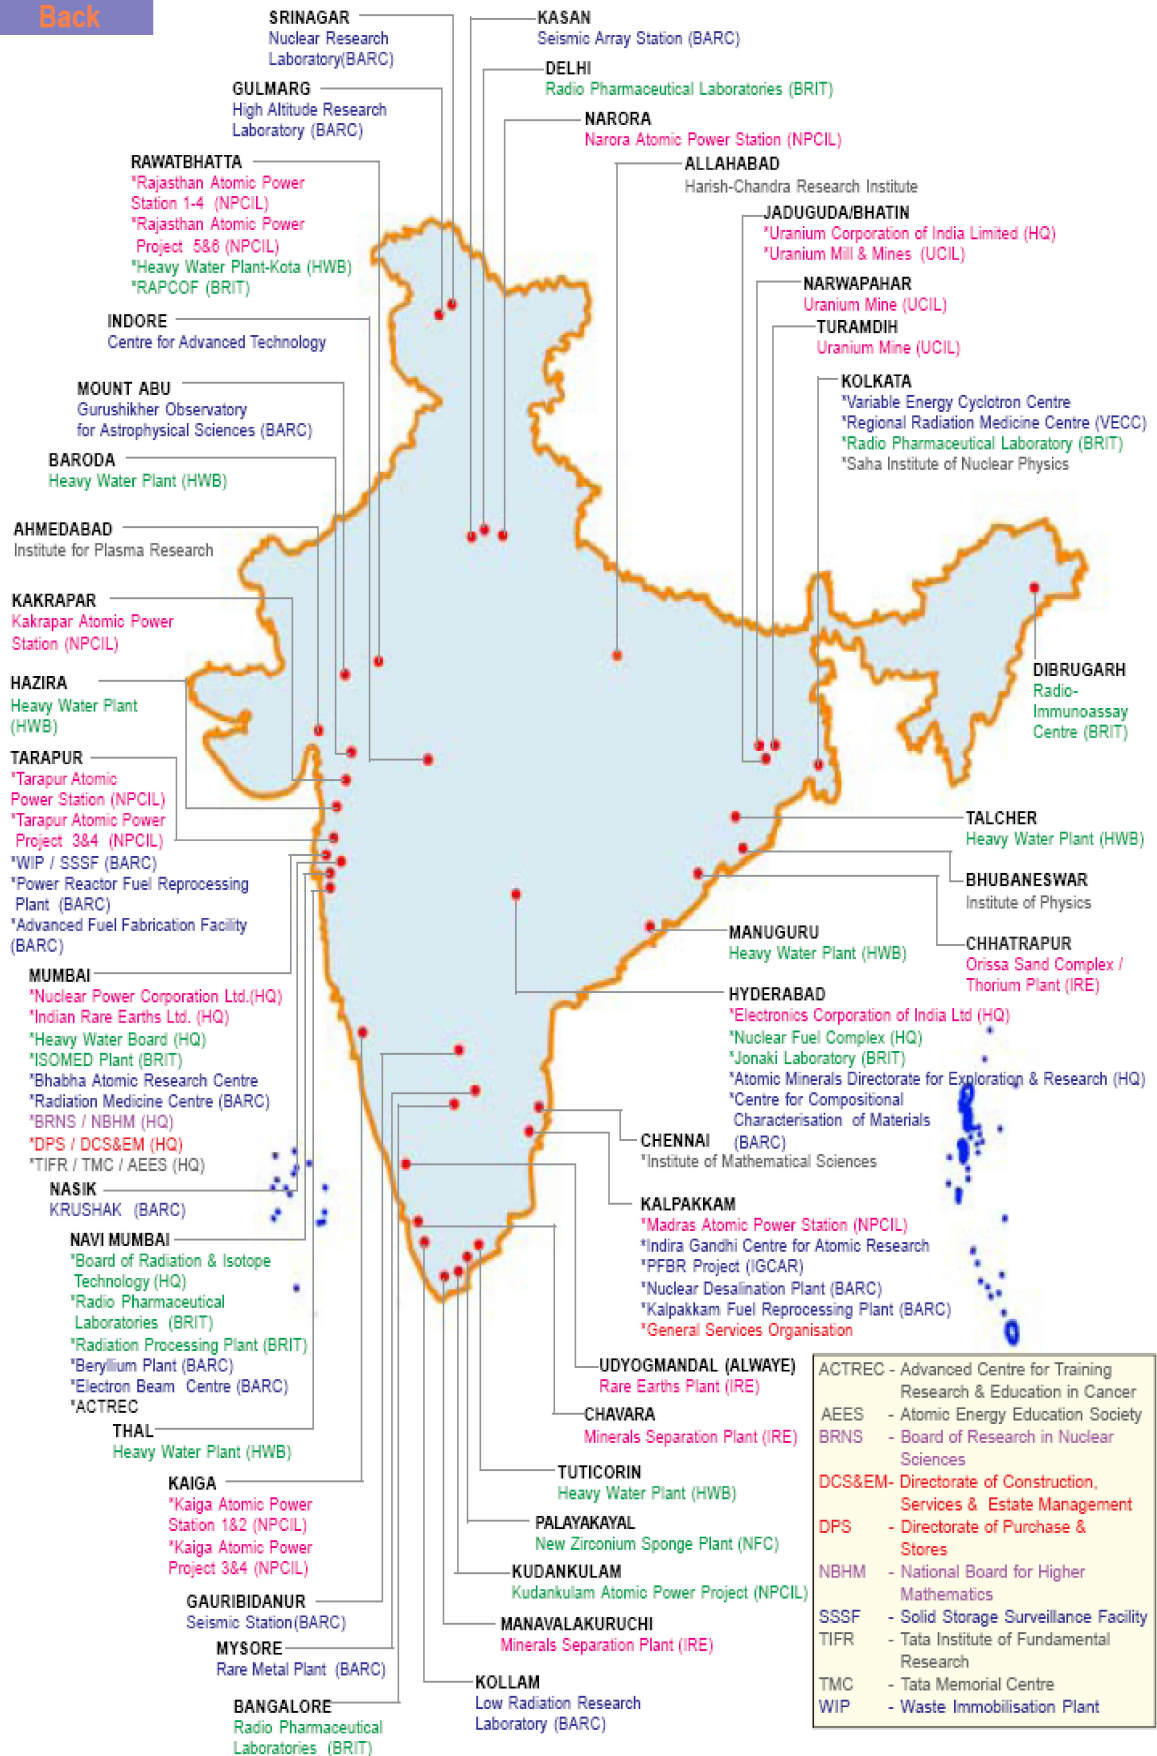 Back
SRINAGAR
Nuclear Research
Laboratory(BARC)
KASAN
Seismic Array Station (BARC)
DELHI
Radio Pharmaceutical Laboratories (BRIT)
GULMARG
High Altitude Research
Laboratory (BARC)
NARORA
Narora Atomic Power Station (NPCIL)
RAWATBHATTA
*Rajasthan Atomic Power
Station 1-4 (NPCIL)
*Rajasthan Atomic Power
Project 5&6 (NPCIL)
*Heavy Water Plant-Kota (HWB)
*RAPCOF (BRIT)
ALLAHABAD
Harish-Chandra Research Institute
JADUGUDA/BHATIN
*Uranium Corporation of India Limited (HQ)
*Uranium Mill & Mines (UCIL)
NARWAPAHAR
Uranium Mine (UCIL)
INDORE
Centre for Advanced Technology
TURAMDIH
Uranium Mine (UCIL)
MOUNT ABU
Gurushikher Observatory
for Astrophysical Sciences (BARC)
KOLKATA
*Variable Energy Cyclotron Centre
*Regional Radiation Medicine Centre (VECC)
*Radio Pharmaceutical Laboratory (BRIT)
*Saha Institute of Nuclear Physics
BARODA
Heavy Water Plant (HWB)
AHMEDABAD
Institute for Plasma Research
KAKRAPAR
Kakrapar Atomic Power
Station (NPCIL)
HAZIRA
Heavy Water Plant
(HWB)
DIBRUGARH
Radio-
Immunoassay
Centre (BRIT)
TARAPUR
*Tarapur Atomic
Power Station (NPCIL)
*Tarapur Atomic Power
Project 3&4 (NPCIL)
*WIP / SSSF (BARC)
*Power Reactor Fuel Reprocessing
Plant (BARC)
*Advanced Fuel Fabrication Facility
(BARC)
TALCHER
Heavy Water Plant (HWB)
BHUBANESWAR
Institute of Physics
MANUGURU
Heavy Water Plant (HWB)
CHHATRAPUR
Orissa Sand Complex /
Thorium Plant (IRE)
MUMBAI
*Nuclear Power Corporation Ltd.(HQ)
*Indian Rare Earths Ltd. (HQ)
*Heavy Water Board (HQ)
*ISOMED Plant (BRIT)
*Bhabha Atomic Research Centre
*Radiation Medicine Centre (BARC)
*BRNS / NBHM (HQ)
*DPS / DCS&EM (HQ)
*TIFR / TMC / AEES (HQ)
HYDERABAD
*Electronics Corporation of India Ltd (HQ)
*Nuclear Fuel Complex (HQ)
*Jonaki Laboratory (BRIT)
*Atomic Minerals Directorate for Exploration & Research (HQ)
*Centre for Compositional
Characterisation of Materials
(BARC)
CHENNAI
*Institute of Mathematical Sciences
NASIK
KRUSHAK (BARC)
KALPAKKAM
*Madras Atomic Power Station (NPCIL)
*Indira Gandhi Centre for Atomic Research
*PFBR Project (IGCAR)
*Nuclear Desalination Plant (BARC)
*Kalpakkam Fuel Reprocessing Plant (BARC)
*General Services Organisation
NAVI MUMBAI
*Board of Radiation & Isotope
Technology (HQ)
*Radio Pharmaceutical
Laboratories (BRIT)
*Radiation Processing Plant (BRIT)
*Beryllium Plant (BARC)
*Electron Beam Centre (BARC)
*ACTREC
UDYOGMANDAL (ALWAYE)
Rare Earths Plant (IRE)
CHAVARA
Minerals Separation Plant (IRE)
THAL
Heavy Water Plant (HWB)
TUTICORIN
Heavy Water Plant (HWB)
KAIGA
*Kaiga Atomic Power
Station 1&2 (NPCIL)
*Kaiga Atomic Power
Project 3&4 (NPCIL)
PALAYAKAYAL
New Zirconium Sponge Plant (NFC)
KUDANKULAM
Kudankulam Atomic Power Project (NPCIL)
GAURIBIDANUR
Seismic Station(BARC)
MANAVALAKURUCHI
Minerals Separation Plant (IRE)
MYSORE
Rare Metal Plant (BARC)
KOLLAM
Low Radiation Research
Laboratory (BARC)
BANGALORE
Radio Pharmaceutical
Laboratories (BRIT)
ACTREC - Advanced Centre for Training
Research & Education in Cancer
AEES - Atomic Energy Education Society
BRNS - Board of Research in Nuclear
Sciences
DCS&EM- Directorate of Construction,
Services & Estate Management
DPS - Directorate of Purchase &
Stores
NBHM - National Board for Higher
Mathematics
SSSF - Solid Storage Surveillance Facility
TIFR - Tata Institute of Fundamental
Research
TMC - Tata Memorial Centre
WIP - Waste Immobilisation Plant